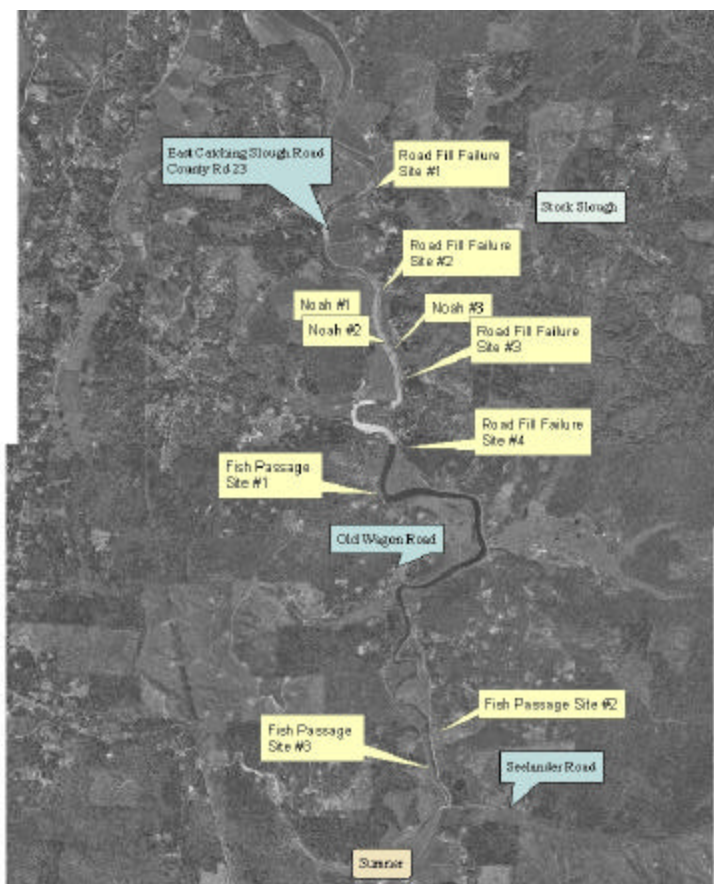 East Catching Slough Road
County Rd 23
Road Fill Failure
Site #1
Stock Slough
Road Fill Failure
Site #2
Noah #1
Noah #3
Noah #2
Road Fill Failure
Site #3
Road Fill Failure
Site #4
Fish Passage
Site #1
Old Wagon Road
Fish Passage Site #2
Fish Passage
Site #3
Seelander Road
Sumner